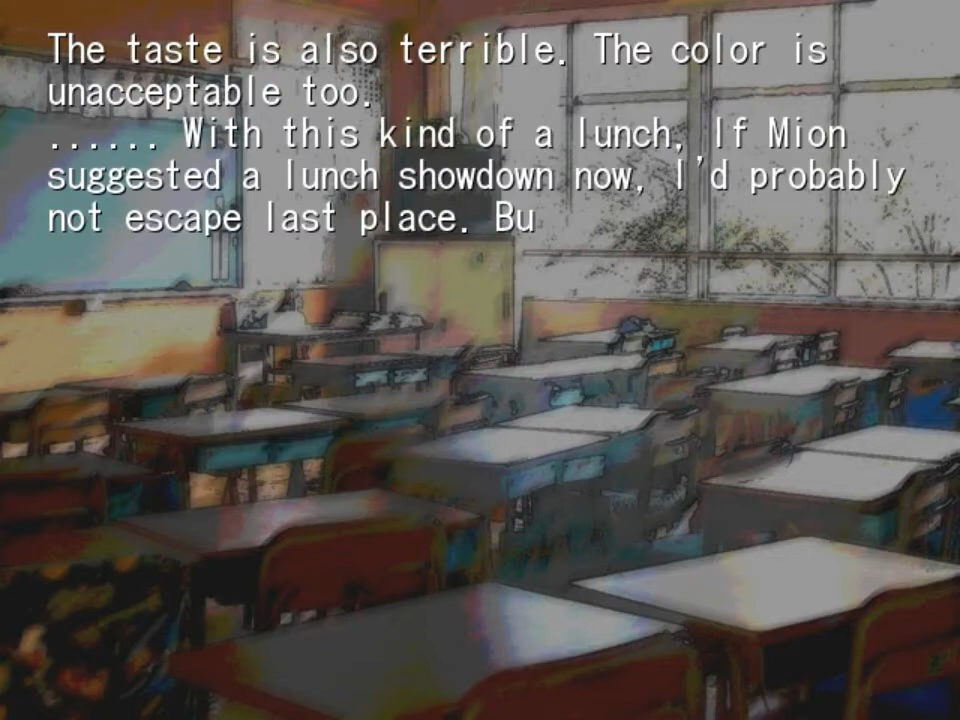 The taste is also terrible. The color is
unacceptable too.
...... With this kind of a lunch, If Mion
suggested a lunch showdown now, I'd probably
not escape last place. Bu